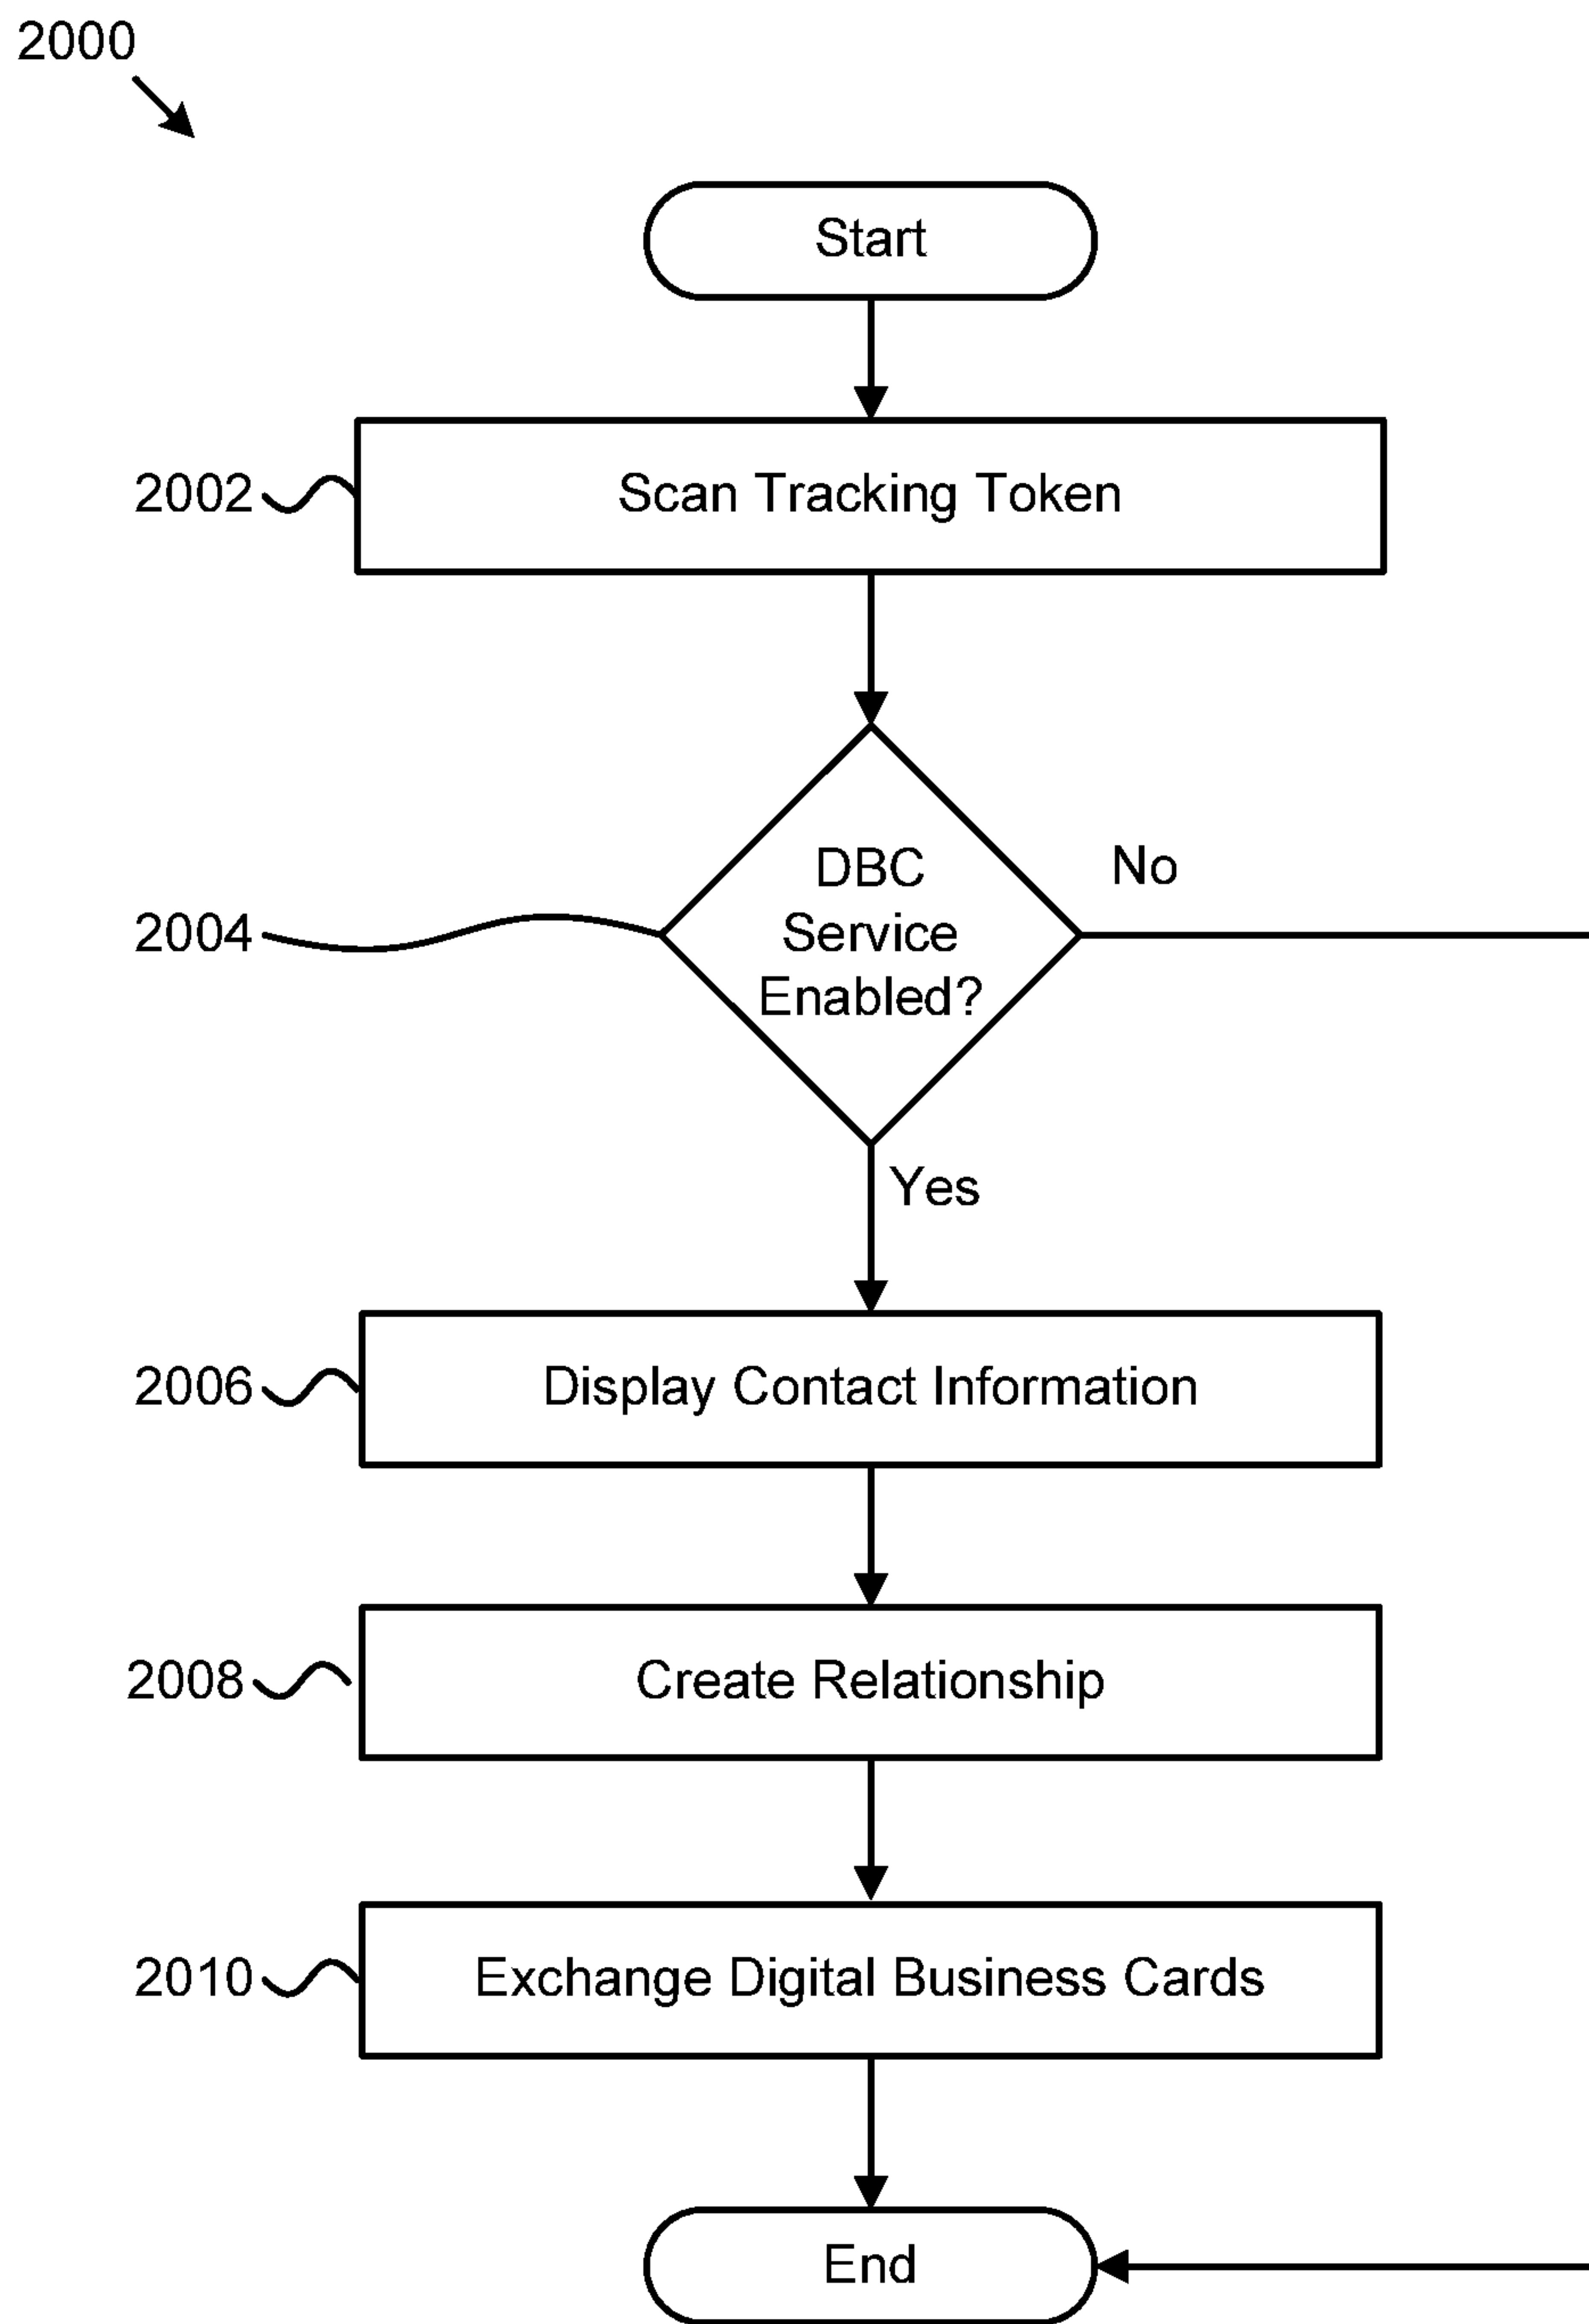 2000
Start
2002
Scan Tracking Token
DBC
No
2004
Service
Enabled?
Yes
2006
Display Contact Information
2008
Create Relationship
2010
Exchange Digital Business Cards
End